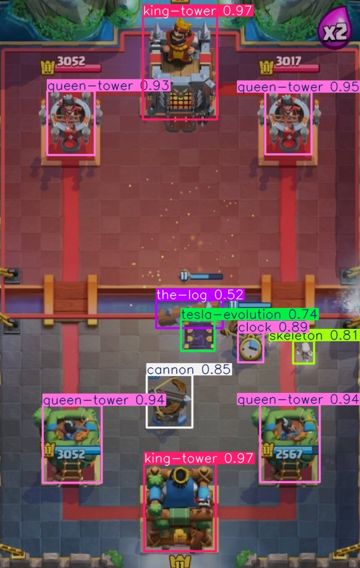 king-tower 0.97
x2
3052
3017
queen-tower 0.93
queen-tower 0.95
11
the-log 0.52
11
tesla-evolution 0.74
clock 0.89
skeleton 0.81
cannon 0.85
queen-tower 0.94
queen-tower 0.94
3052
2567
king-tower 0.97